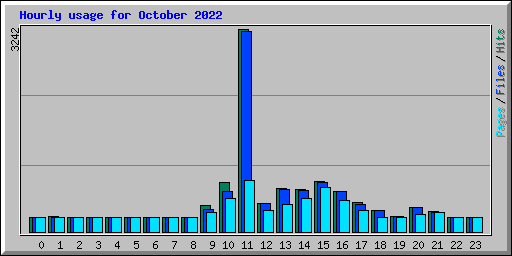 Hourly usage for October 2022
3242
Pages / Files / Hits
0 1 2 3 4 5 6 7 8 9 10 11 12 13 14 15 16 17 18 19 20 21 22 23